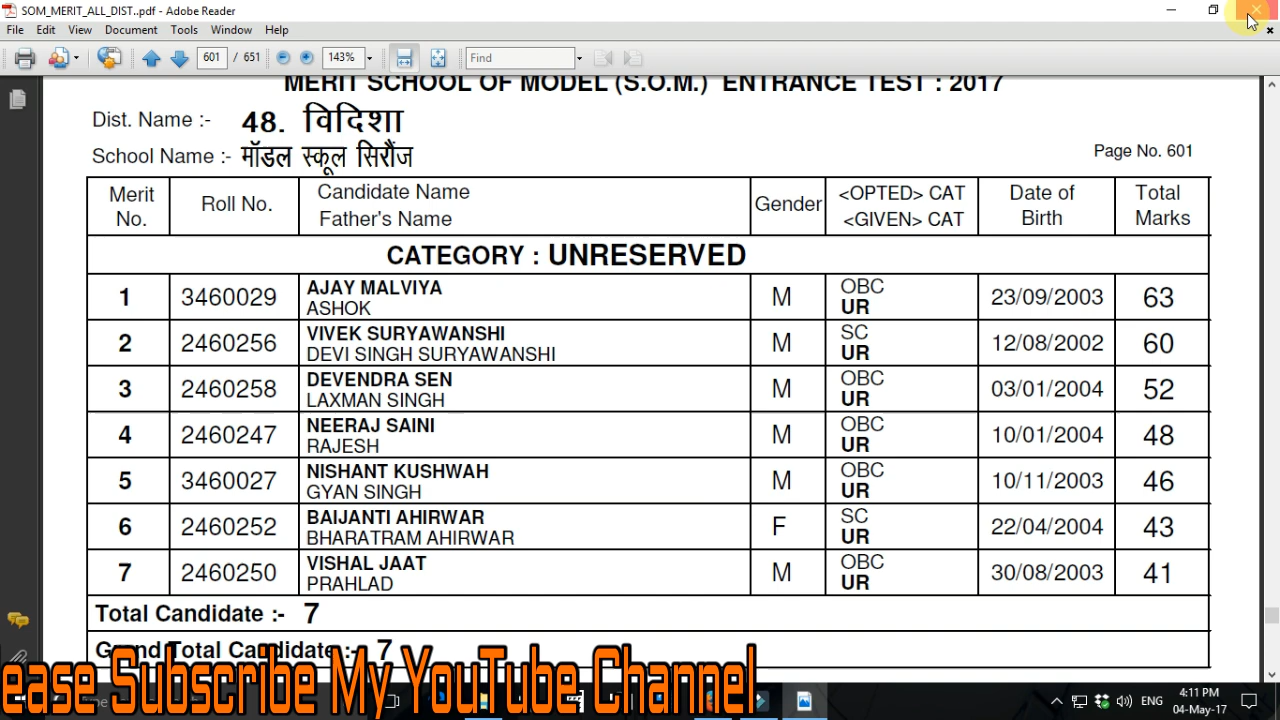 SOM_MERIT_ALL_DIST..pdf - Adobe Reader
File Edit View Document Tools Window Help
601 / 651 143% Find
MERIT SCHOOL OF MODEL (S.O.M.) ENTRANCE TEST : 2017
Dist. Name :- 48. विदिशा
School Name :- मॉडल स्कूल सिरौंज
Page No. 601
Merit No. Roll No. Candidate Name Father's Name Gender <OPTED> CAT <GIVEN> CAT Date of Birth Total Marks
CATEGORY : UNRESERVED
1 3460029 AJAY MALVIYA ASHOK M OBC UR 23/09/2003 63
2 2460256 VIVEK SURYAWANSHI DEVI SINGH SURYAWANSHI M SC UR 12/08/2002 60
3 2460258 DEVENDRA SEN LAXMAN SINGH M OBC UR 03/01/2004 52
4 2460247 NEERAJ SAINI RAJESH M OBC UR 10/01/2004 48
5 3460027 NISHANT KUSHWAH GYAN SINGH M OBC UR 10/11/2003 46
6 2460252 BAIJANTI AHIRWAR BHARATRAM AHIRWAR F SC UR 22/04/2004 43
7 2460250 VISHAL JAAT PRAHLAD M OBC UR 30/08/2003 41
Total Candidate :- 7
Grand Total Candidate :- 7
ease Subscribe My YouTube Channel
ENG 4:11 PM
04-May-17